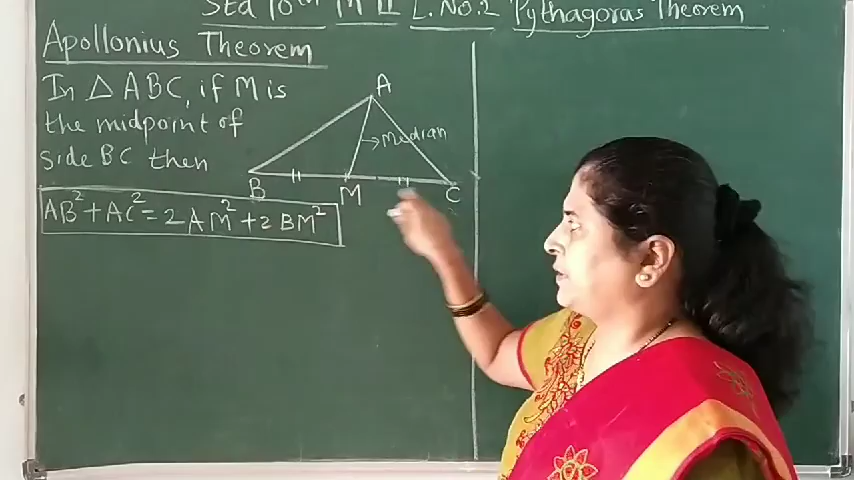 Std 10th M II L.No.2 Pythagoras Theorem
Apollonius Theorem
In △ ABC, if M is
the midpoint of
side BC then
AB²+AC²=2AM²+2BM²
A
Median
B
M
C